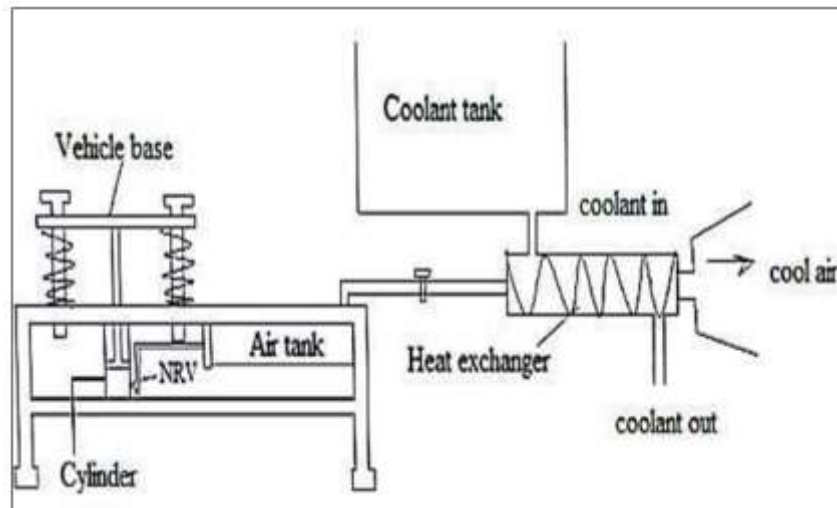 Coolant tank
Vehicle base
coolant in
cool air
Air tank
Heat exchanger
NRV
coolant out
Cylinder